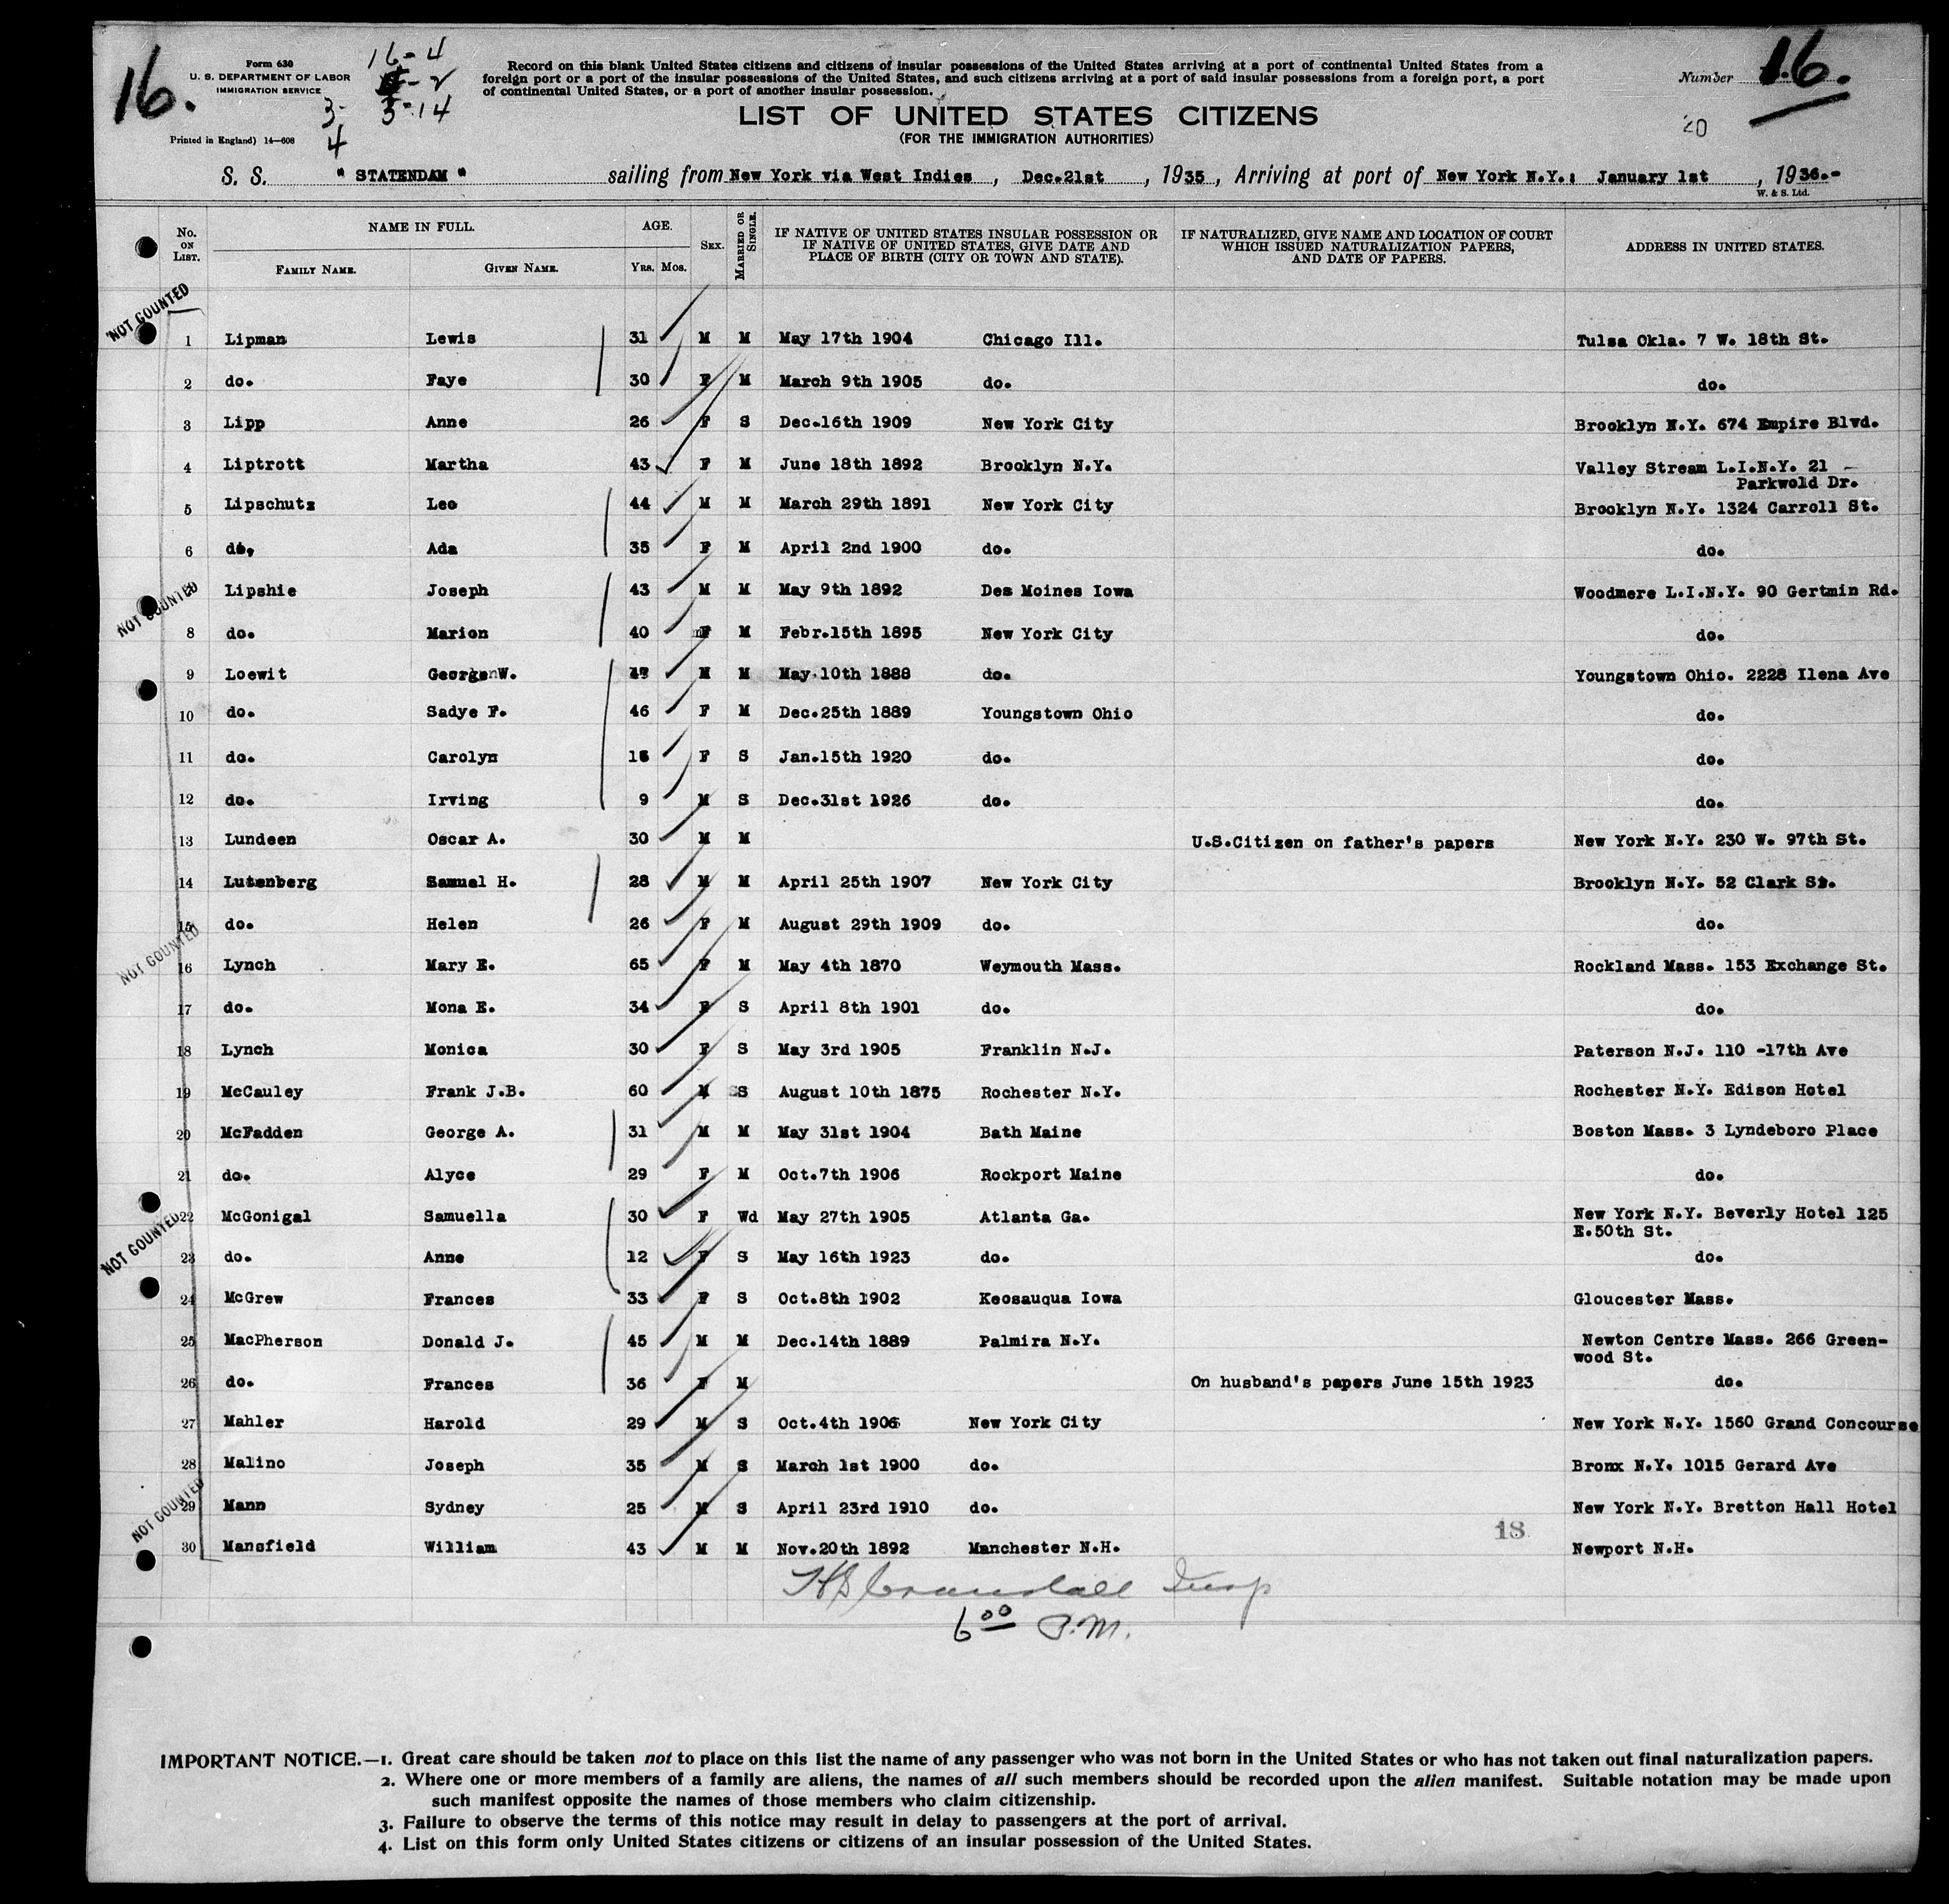 16.
Form 630
U. S. DEPARTMENT OF LABOR
IMMIGRATION SERVICE
Printed in England) 14—608
16-4
-2
3-14
3-
4
Record on this blank United States citizens and citizens of insular possessions of the United States arriving at a port of continental United States from a
foreign port or a port of the insular possessions of the United States, and such citizens arriving at a port of said insular possessions from a foreign port, a port
of continental United States, or a port of another insular possession.
LIST OF UNITED STATES CITIZENS
(FOR THE IMMIGRATION AUTHORITIES)
Number 16.
20
S. S. "STATENDAM" sailing from New York via West Indies, Dec.21st, 1935, Arriving at port of New York N.Y.: January 1st, 1936.-
W. & S. Ltd.
No. ON LIST. NAME IN FULL. FAMILY NAME. GIVEN NAME. AGE. YRS. MOS. SEX. MARRIED OR SINGLE. IF NATIVE OF UNITED STATES INSULAR POSSESSION OR IF NATIVE OF UNITED STATES, GIVE DATE AND PLACE OF BIRTH (CITY OR TOWN AND STATE). IF NATURALIZED, GIVE NAME AND LOCATION OF COURT WHICH ISSUED NATURALIZATION PAPERS, AND DATE OF PAPERS. ADDRESS IN UNITED STATES.
NOT COUNTED
1 Lipman Lewis 31 M M May 17th 1904 Chicago Ill. Tulsa Okla. 7 W. 18th St.
2 do. Faye 30 F M March 9th 1905 do. do.
3 Lipp Anne 26 F S Dec.16th 1909 New York City Brooklyn N.Y. 674 Empire Blvd.
4 Liptrott Martha 43 F M June 18th 1892 Brooklyn N.Y. Valley Stream L.I.N.Y. 21 –
Parkwold Dr.
5 Lipschutz Leo 44 M M March 29th 1891 New York City Brooklyn N.Y. 1324 Carroll St.
6 do. Ada 35 F M April 2nd 1900 do. do.
NOT COUNTED
Lipshie Joseph 43 M M May 9th 1892 Des Moines Iowa Woodmere L.I.N.Y. 90 Gertmin Rd.
8 do. Marion 40 F M Febr.15th 1895 New York City do.
9 Loewit George W. 47 M M May 10th 1888 do. Youngstown Ohio. 2228 Ilena Ave
10 do. Sadye F. 46 F M Dec.25th 1889 Youngstown Ohio do.
11 do. Carolyn F S Jan.15th 1920 do. do.
12 do. Irving 9 M S Dec.31st 1926 do. do.
13 Lundeen Oscar A. 30 M M U.S.Citizen on father's papers New York N.Y. 230 W. 97th St.
14 Lutenberg Samuel H. 28 M M April 25th 1907 New York City Brooklyn N.Y. 52 Clark St.
15 do. Helen 26 F M August 29th 1909 do. do.
NOT COUNTED
16 Lynch Mary E. 65 F M May 4th 1870 Weymouth Mass. Rockland Mass. 153 Exchange St.
17 do. Mona E. 34 F S April 8th 1901 do. do.
18 Lynch Monica 30 F S May 3rd 1905 Franklin N.J. Paterson N.J. 110 -17th Ave
19 McCauley Frank J.B. 60 M S August 10th 1875 Rochester N.Y. Rochester N.Y. Edison Hotel
20 McFadden George A. 31 M M May 31st 1904 Bath Maine Boston Mass. 3 Lyndeboro Place
21 do. Alyce 29 F M Oct.7th 1906 Rockport Maine do.
NOT COUNTED
22 McGonigal Samuella 30 F Wd May 27th 1905 Atlanta Ga. New York N.Y. Beverly Hotel 125
E.50th St.
23 do. Anne 12 F S May 16th 1923 do. do.
24 McGrew Frances 33 F S Oct.8th 1902 Keosauqua Iowa Gloucester Mass.
25 MacPherson Donald J. 45 M M Dec.14th 1889 Palmira N.Y. Newton Centre Mass. 266 Green-
wood St.
26 do. Frances 36 F M On husband's papers June 15th 1923 do.
27 Mahler Harold 29 M S Oct.4th 1906 New York City New York N.Y. 1560 Grand Concourse
28 Malino Joseph 35 M S March 1st 1900 do. Bronx N.Y. 1015 Gerard Ave
NOT COUNTED
29 Mann Sydney 25 M S April 23rd 1910 do. New York N.Y. Bretton Hall Hotel
18
30 Mansfield William 43 M M Nov.20th 1892 Manchester N.H. Newport N.H.
HS Crandall Insp
6 00 P.M.
IMPORTANT NOTICE.—1. Great care should be taken not to place on this list the name of any passenger who was not born in the United States or who has not taken out final naturalization papers.
2. Where one or more members of a family are aliens, the names of all such members should be recorded upon the alien manifest. Suitable notation may be made upon
such manifest opposite the names of those members who claim citizenship.
3. Failure to observe the terms of this notice may result in delay to passengers at the port of arrival.
4. List on this form only United States citizens or citizens of an insular possession of the United States.